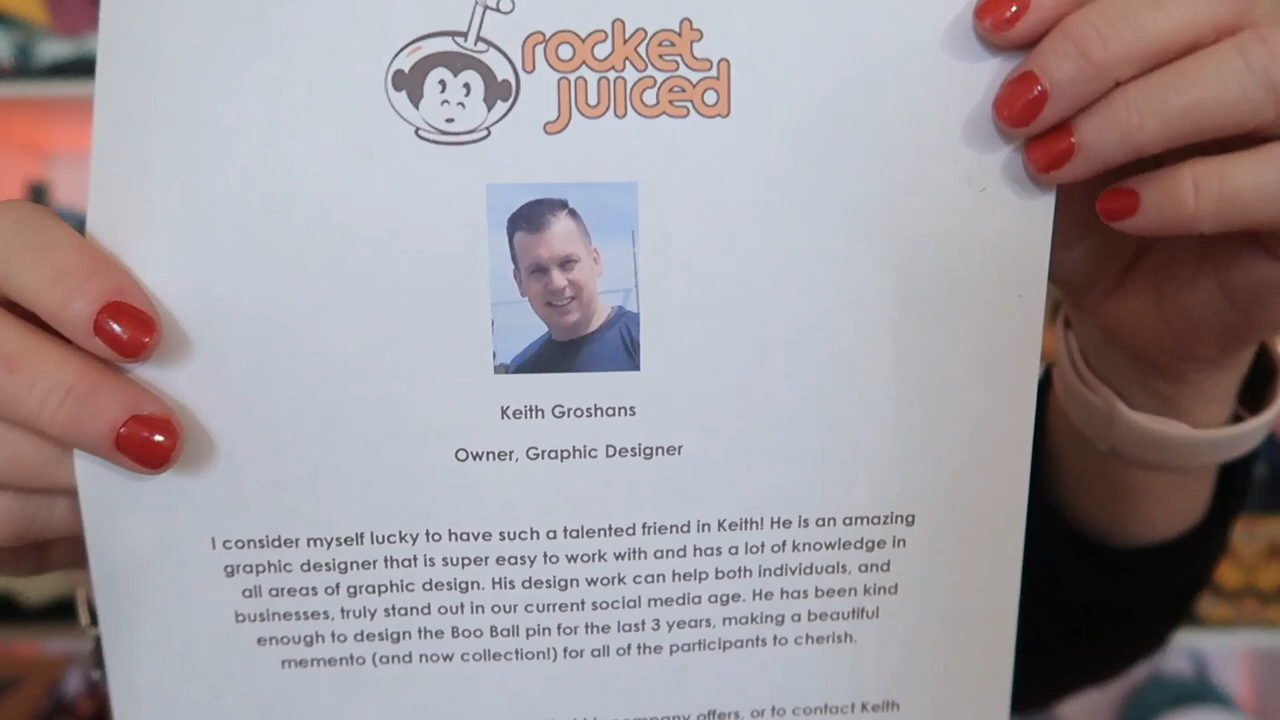 rocket
juiced
Keith Groshans
Owner, Graphic Designer
I consider myself lucky to have such a talented friend in Keith! He is an amazing
graphic designer that is super easy to work with and has a lot of knowledge in
all areas of graphic design. His design work can help both individuals, and
businesses, truly stand out in our current social media age. He has been kind
enough to design the Boo Ball pin for the last 3 years, making a beautiful
memento (and now collection!) for all of the participants to cherish.
company offers, or to contact Keith